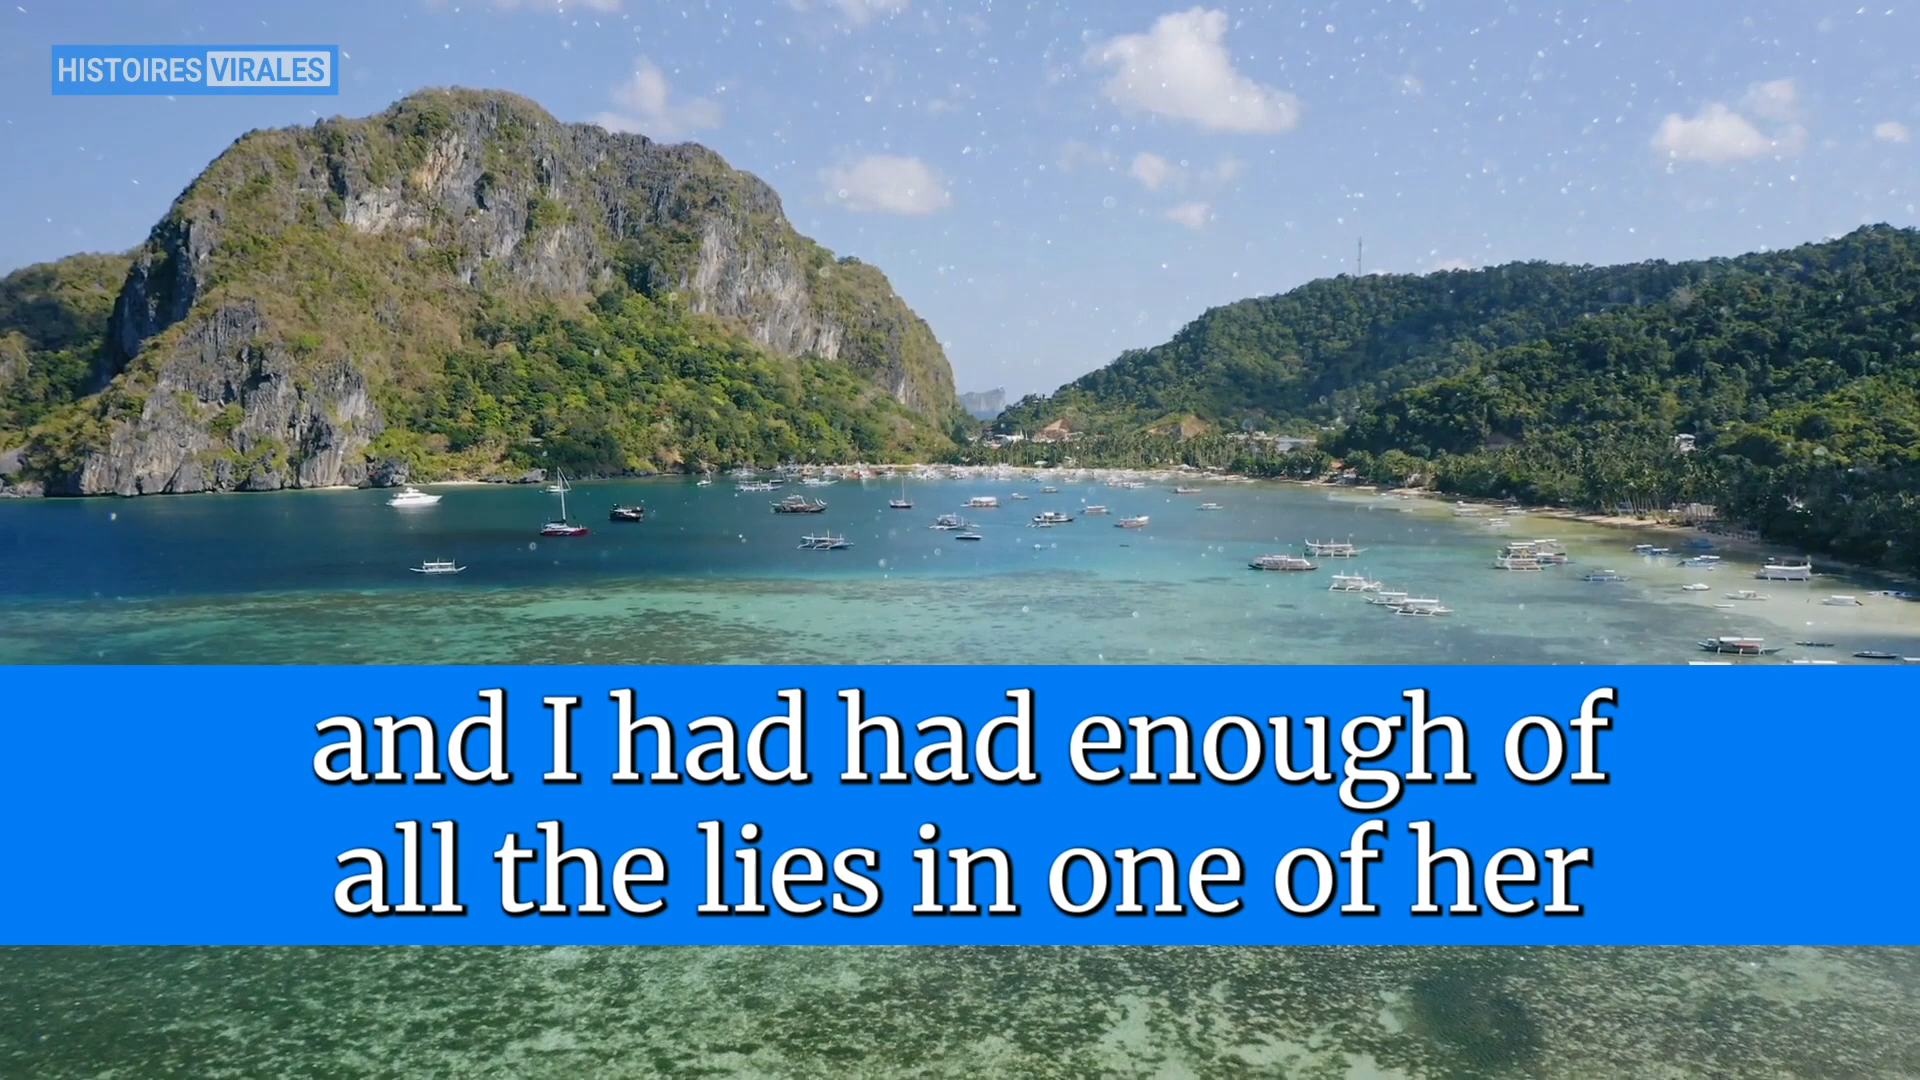 HISTOIRES VIRALES
and I had had enough of
all the lies in one of her